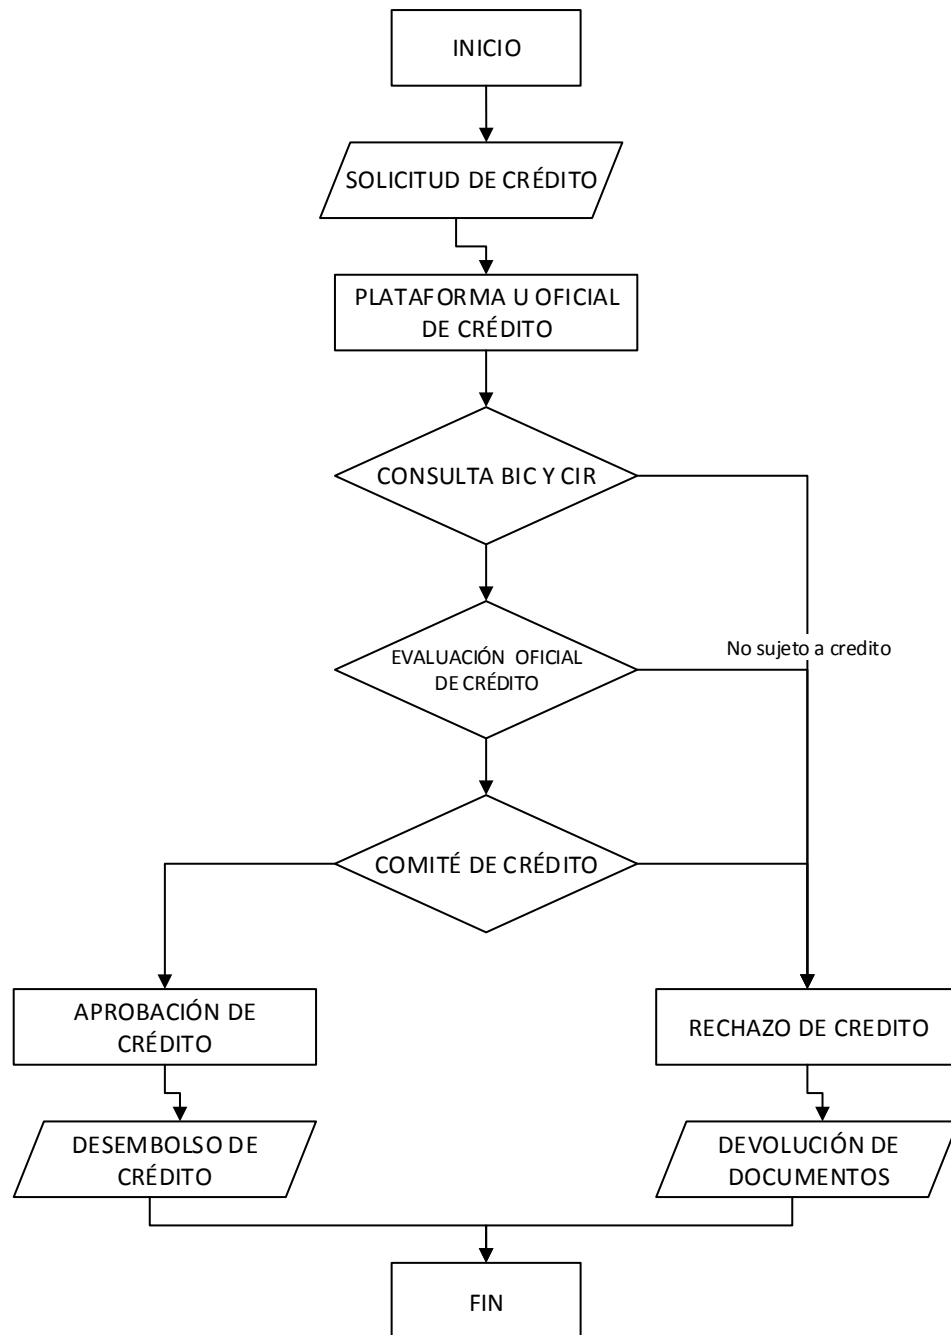 INICIO
SOLICITUD DE CRÉDITO
PLATAFORMA U OFICIAL
DE CRÉDITO
CONSULTA BIC Y CIR
EVALUACIÓN OFICIAL
DE CRÉDITO
No sujeto a credito
COMITÉ DE CRÉDITO
APROBACIÓN DE
CRÉDITO
RECHAZO DE CREDITO
DESEMBOLSO DE
CRÉDITO
DEVOLUCIÓN DE
DOCUMENTOS
FIN